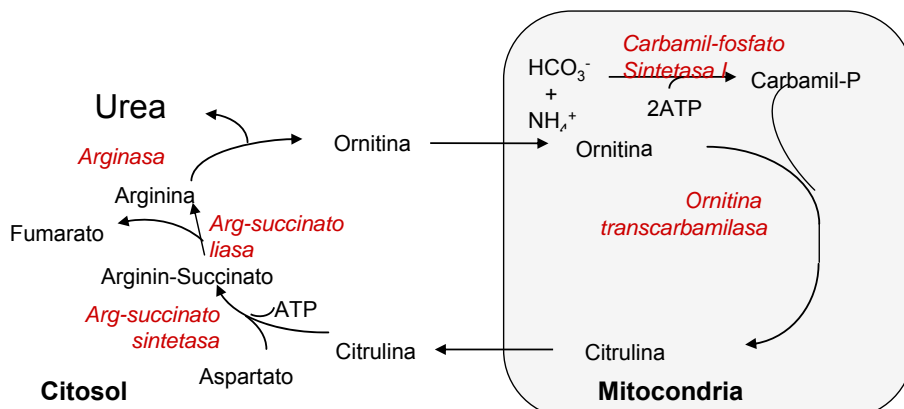 Carbamil-fosfato
Sintetasa I
HCO3-
+
NH4+
2ATP
Carbamil-P
Urea
Arginasa
Ornitina
Ornitina
Arginina
Ornitina
transcarbamilasa
Arg-succinato
liasa
Fumarato
Arginin-Succinato
ATP
Arg-succinato
sintetasa
Citrulina
Citrulina
Aspartato
Citosol
Mitocondria